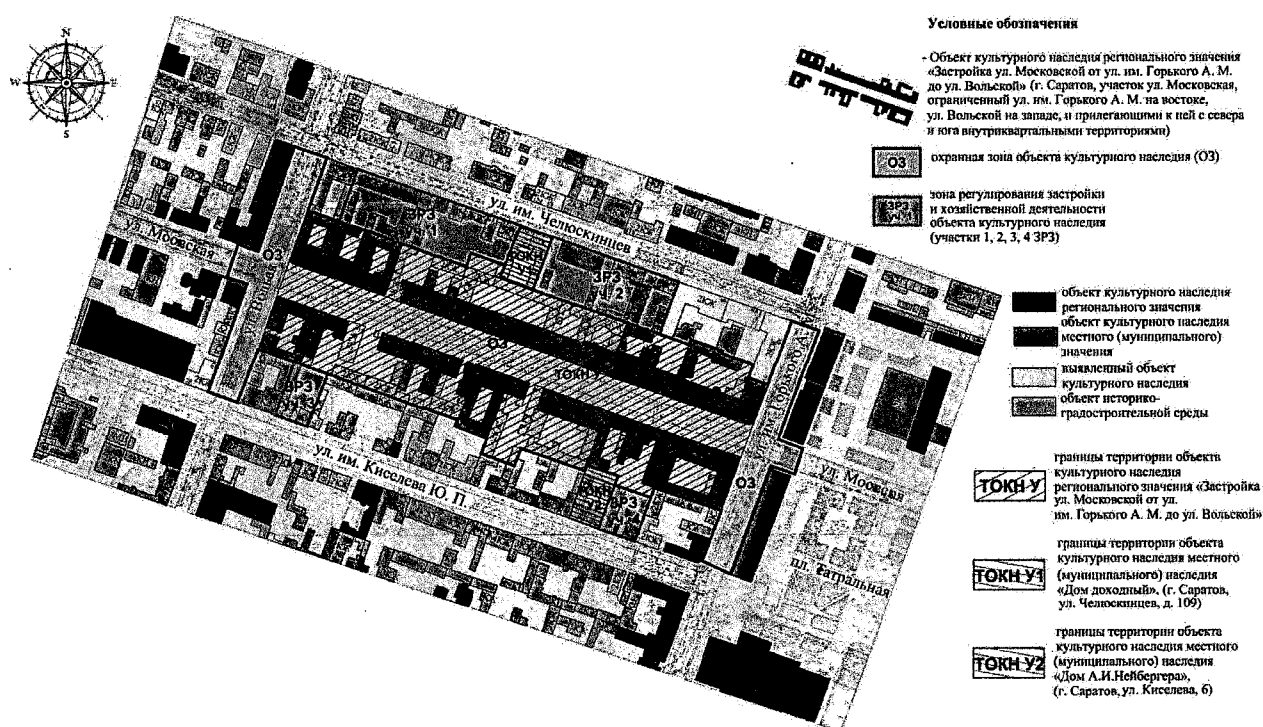 Условные обозначения
- Объект культурного наследия регионального значения
«Застройка ул. Московской от ул. им. Горького А. М.
до ул. Вольской» (г. Саратов, участок ул. Московская,
ограниченный ул. им. Горького А. М. на востоке,
ул. Вольской на западе, и прилегающими к ней с севера
и юга внутриквартальными территориями)
ОЗ
охранная зона объекта культурного наследия (ОЗ)
ЗРЗ
зона регулирования застройки
и хозяйственной деятельности
объекта культурного наследия
(участки 1, 2, 3, 4 ЗРЗ)
объект культурного наследия
регионального значения
объект культурного наследия
местного (муниципального)
значения
выявленный объект
культурного наследия
объект историко-
градостроительной среды
ТОКН У
границы территории объекта
культурного наследия
регионального значения «Застройка
ул. Московской от ул.
им. Горького А. М. до ул. Вольской»
ТОКН У1
границы территории объекта
культурного наследия местного
(муниципального) наследия
«Дом доходный», (г. Саратов,
ул. Челюскинцев, д. 109)
ТОКН У2
границы территории объекта
культурного наследия местного
(муниципального) наследия
«Дом А.И.Нейбергера»,
(г. Саратов, ул. Киселева, 6)
N
W
E
S
ул. им. Челюскинцев
ЗРЗ
ЗРЗ
ОЗ
ОЗ
ТОКН
ЗРЗ
ул. им. Киселева Ю. П.
ОЗ
пл. Театральная